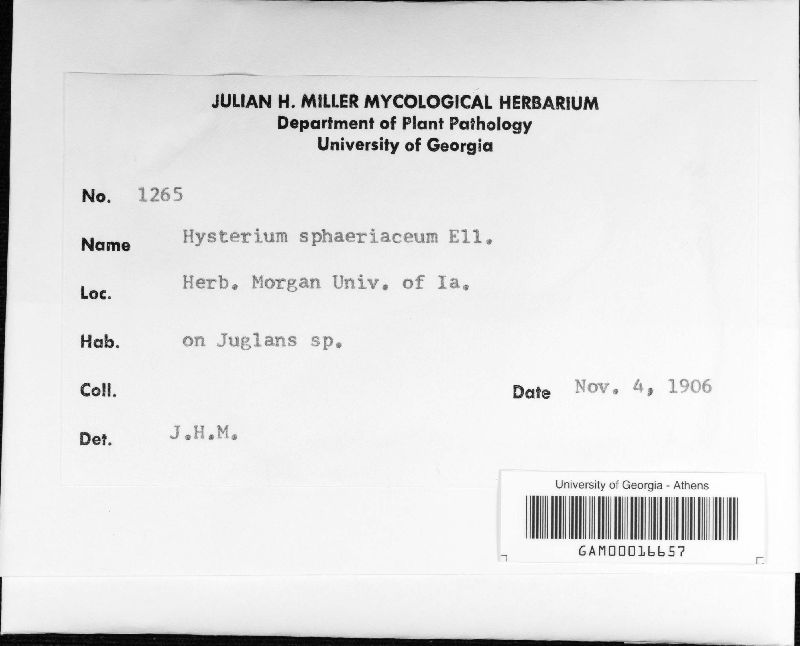 JULIAN H. MILLER MYCOLOGICAL HERBARIUM
Department of Plant Pathology
University of Georgia
No. 1265
Name Hysterium sphaeriaceum Ell.
Loc. Herb. Morgan Univ. of Ia.
Hab. on Juglans sp.
Coll. Date Nov. 4, 1906
Det. J.H.M.
University of Georgia - Athens
GAM00016657